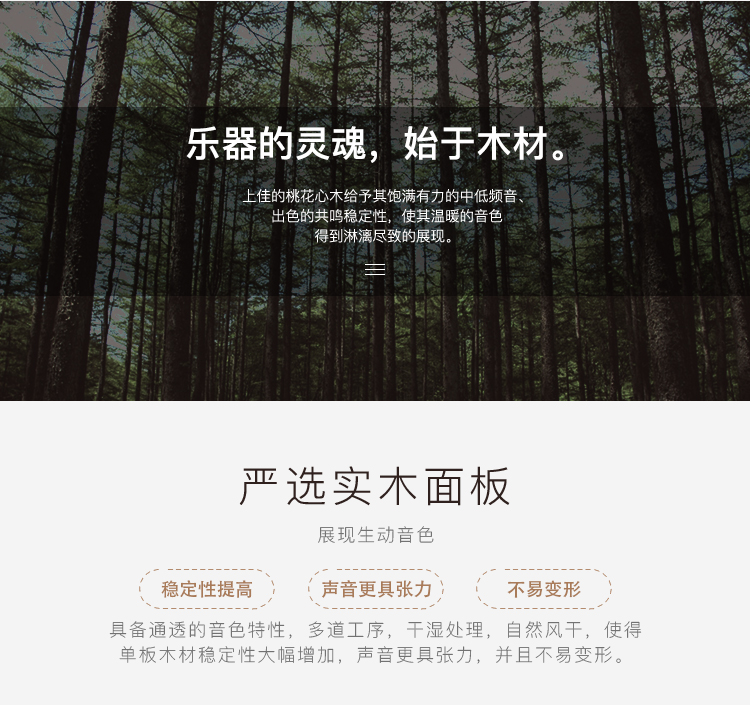 乐器的灵魂，始于木材。
上佳的桃花心木给予其饱满有力的中低频音、
出色的共鸣稳定性，使其温暖的音色
得到淋漓尽致的展现。
严选实木面板
展现生动音色
稳定性提高
声音更具张力
不易变形
具备通透的音色特性，多道工序，干湿处理，自然风干，使得
单板木材稳定性大幅增加，声音更具张力，并且不易变形。